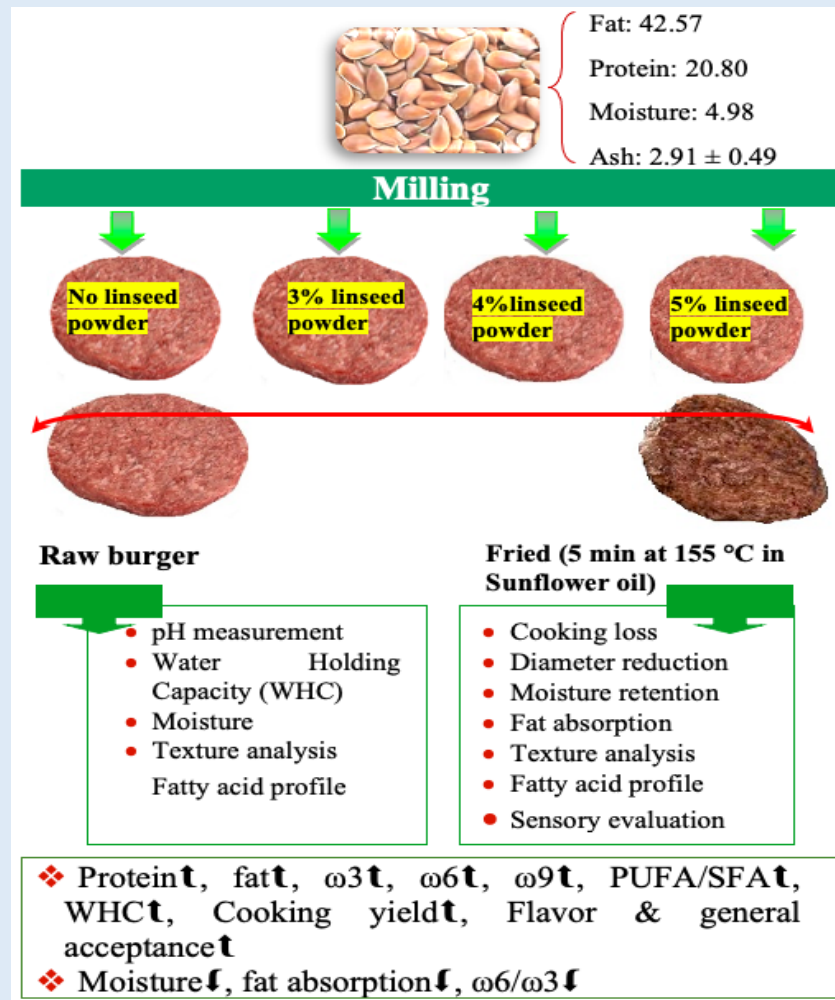 Fat: 42.57
Protein: 20.80
Moisture: 4.98
Ash: 2.91 ± 0.49
Milling
No linseed
powder
3% linseed
powder
4%linseed
powder
5% linseed
powder
Raw burger
Fried (5 min at 155 °C in
Sunflower oil)
• pH measurement
• Water Holding
Capacity (WHC)
• Moisture
• Texture analysis
Fatty acid profile
• Cooking loss
• Diameter reduction
• Moisture retention
• Fat absorption
• Texture analysis
• Fatty acid profile
• Sensory evaluation
❖ Protein⬆, fat⬆, ω3⬆, ω6⬆, ω9⬆, PUFA/SFA⬆,
WHC⬆, Cooking yield⬆, Flavor & general
acceptance⬆
❖ Moisture⬇, fat absorption⬇, ω6/ω3⬇